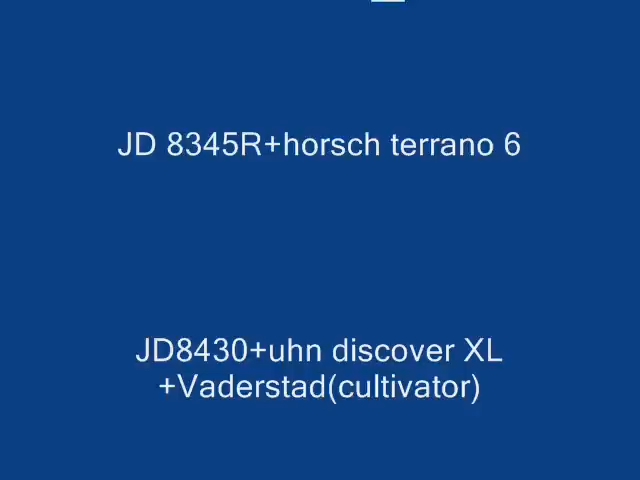 JD 8345R+horsch terrano 6
JD8430+uhn discover XL
+Vaderstad(cultivator)